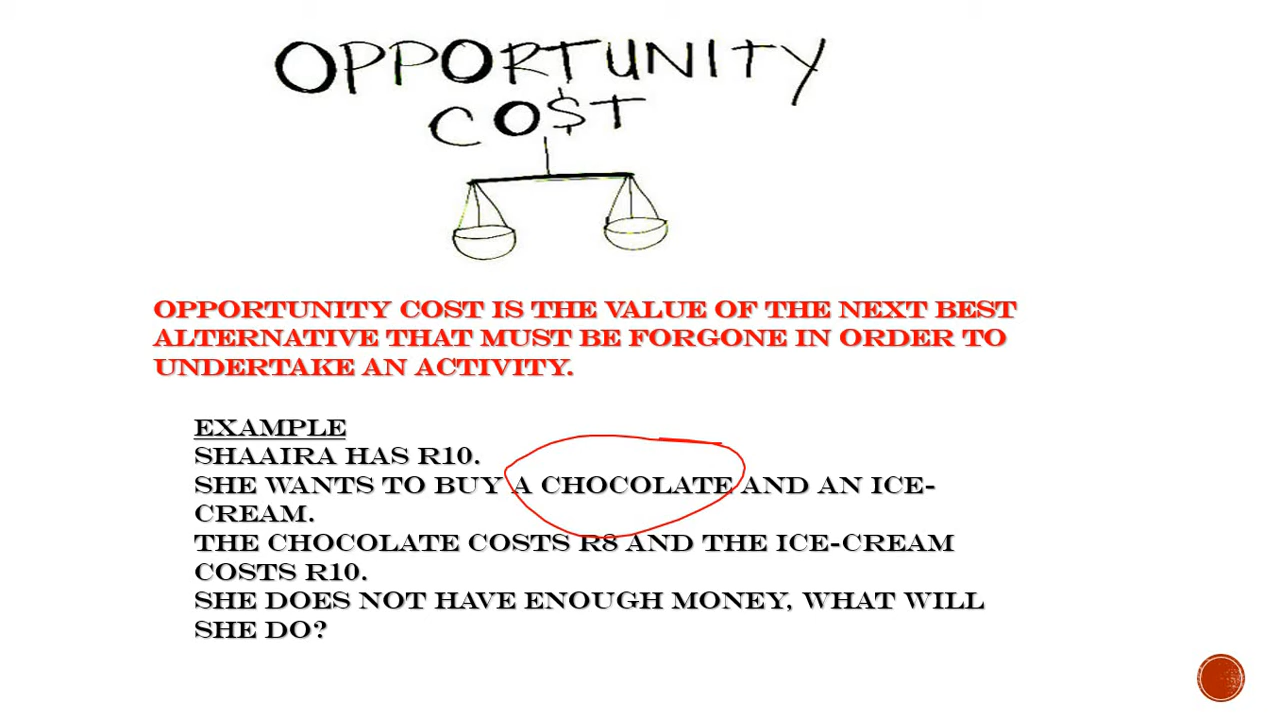 OPPORTUNITY
CO$T
OPPORTUNITY COST IS THE VALUE OF THE NEXT BEST
ALTERNATIVE THAT MUST BE FORGONE IN ORDER TO
UNDERTAKE AN ACTIVITY.
EXAMPLE
SHAAIRA HAS R10.
SHE WANTS TO BUY A CHOCOLATE AND AN ICE-
CREAM.
THE CHOCOLATE COSTS R8 AND THE ICE-CREAM
COSTS R10.
SHE DOES NOT HAVE ENOUGH MONEY, WHAT WILL
SHE DO?